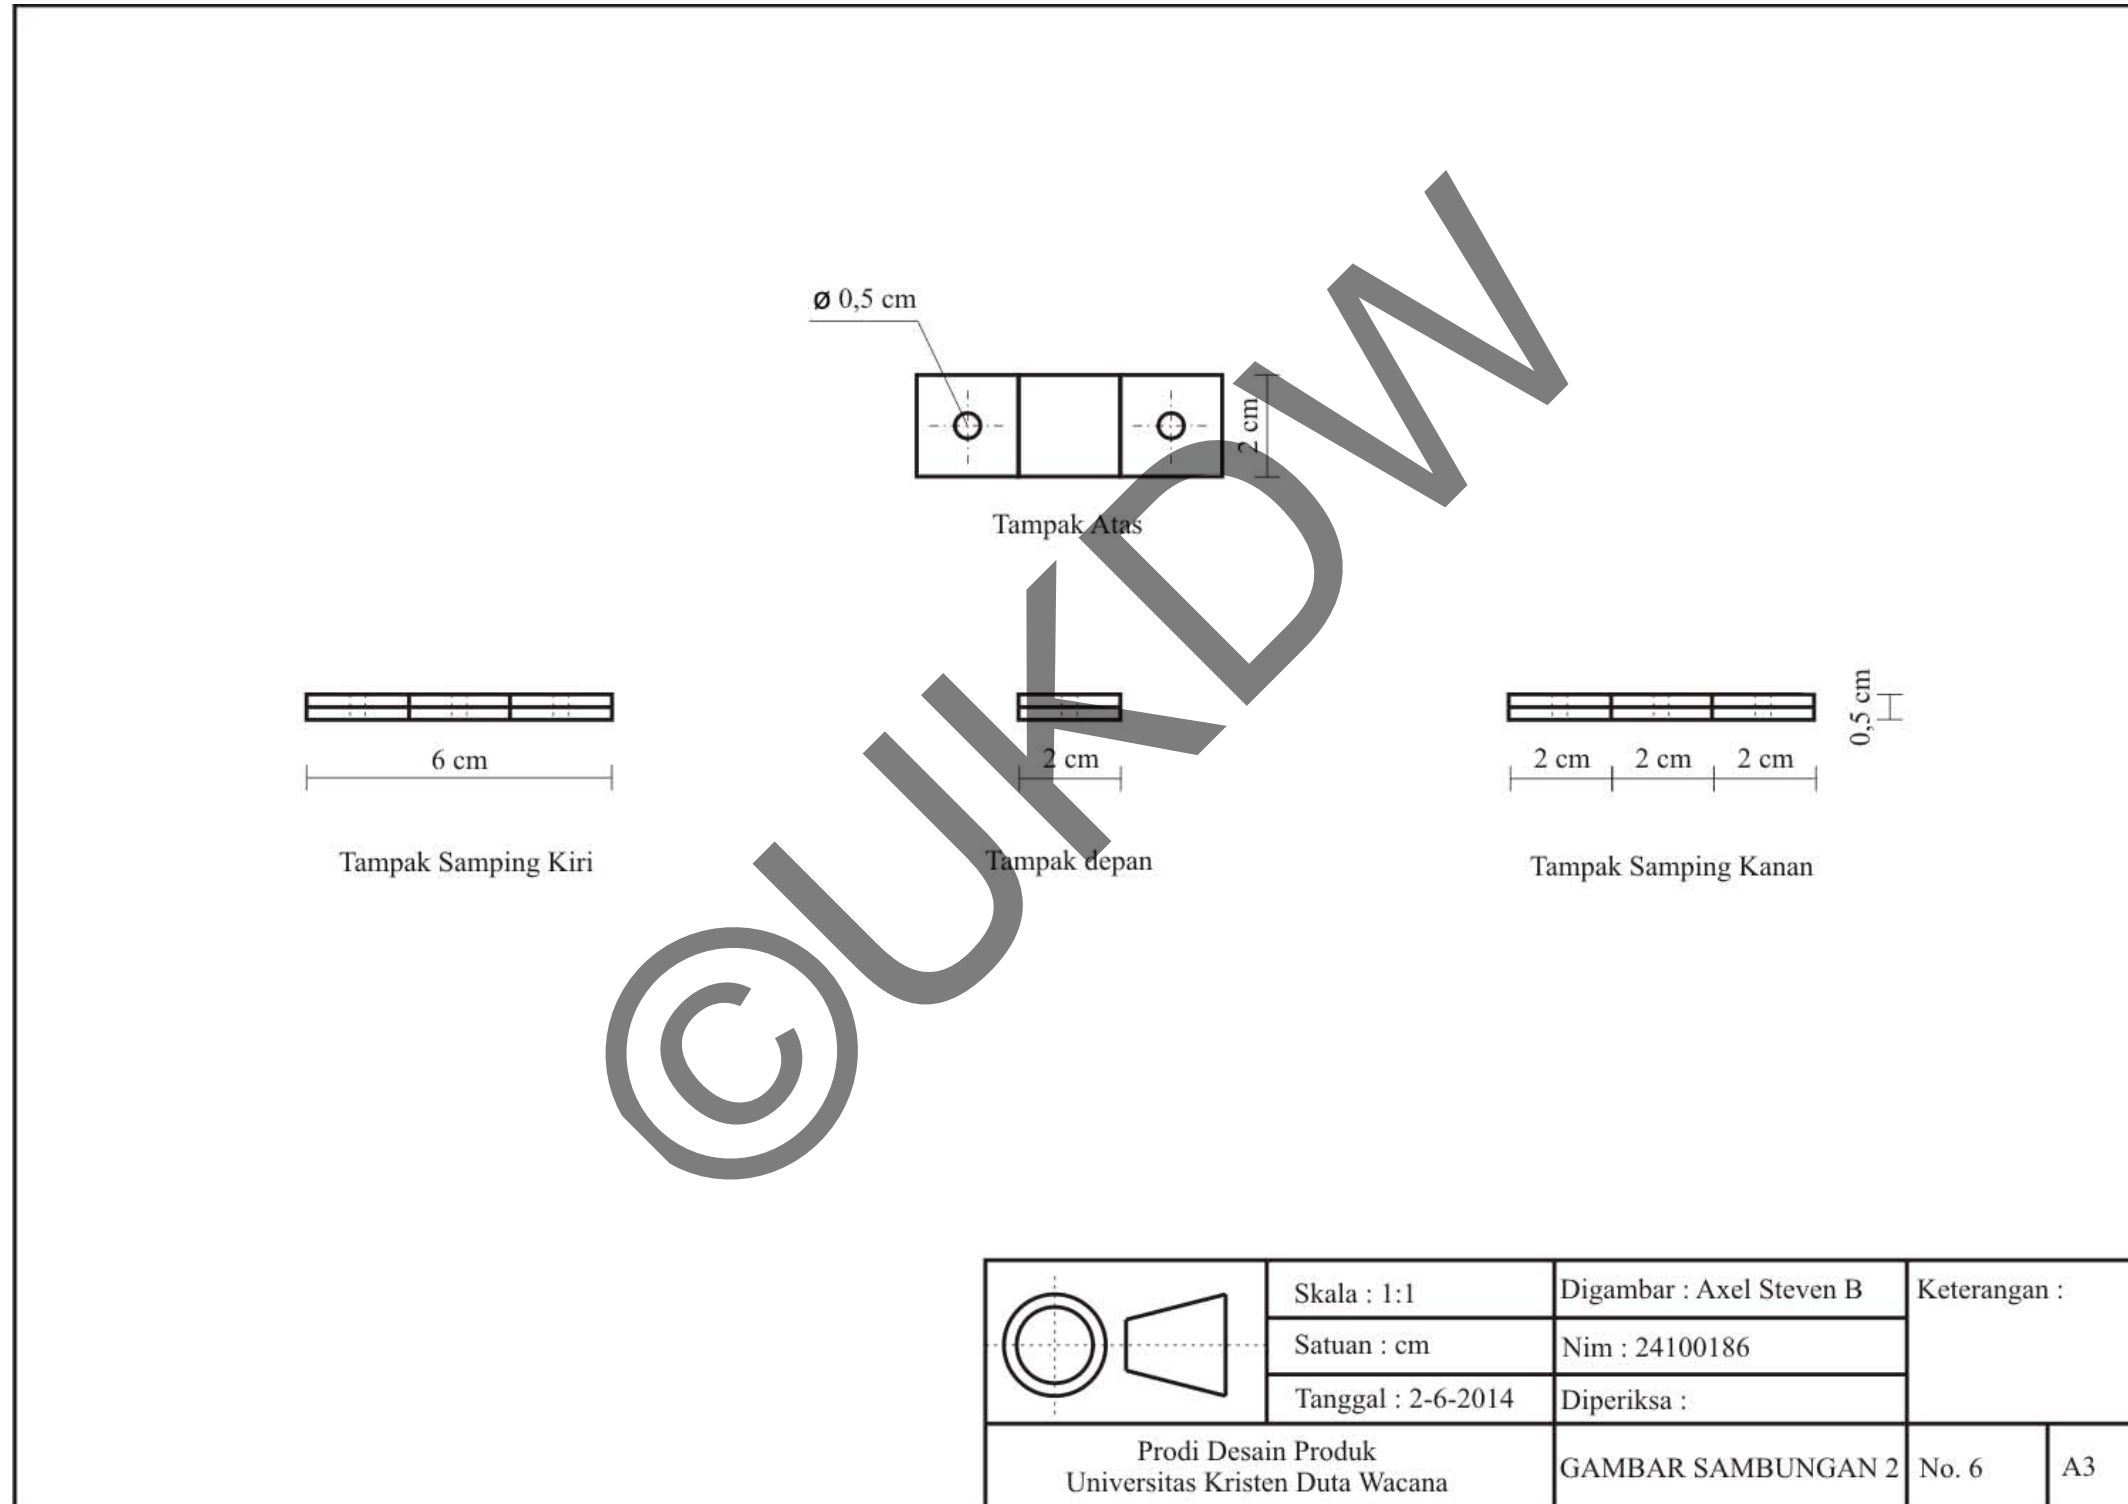 ø 0,5 cm
2 cm
Tampak Atas
6 cm
Tampak Samping Kiri
2 cm
Tampak depan
0,5 cm
2 cm 2 cm 2 cm
Tampak Samping Kanan
©UKDW
Skala : 1:1
Satuan : cm
Tanggal : 2-6-2014
Digambar : Axel Steven B
Nim : 24100186
Diperiksa :
Keterangan :
Prodi Desain Produk
Universitas Kristen Duta Wacana
GAMBAR SAMBUNGAN 2
No. 6
A3